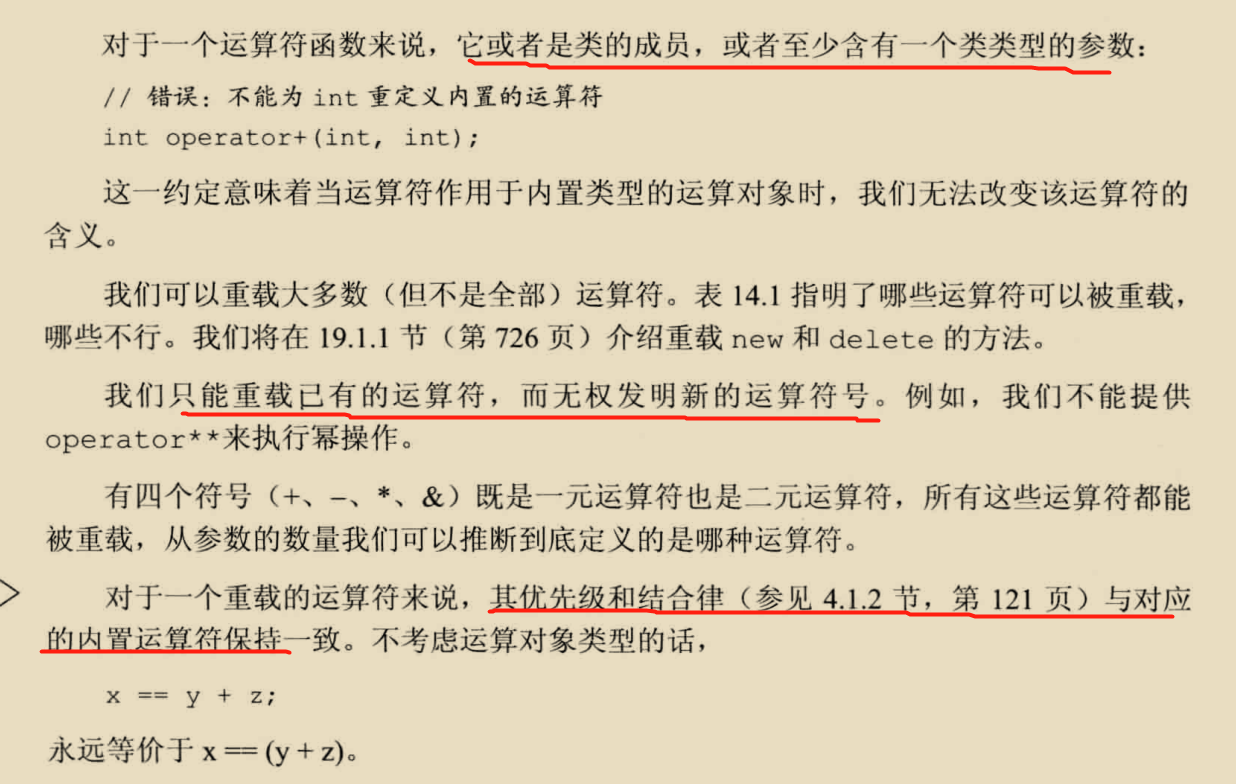 对于一个运算符函数来说，它或者是类的成员，或者至少含有一个类类型的参数：
// 错误：不能为 int 重定义内置的运算符
int operator+(int, int);
这一约定意味着当运算符作用于内置类型的运算对象时，我们无法改变该运算符的
含义。
我们可以重载大多数（但不是全部）运算符。表 14.1 指明了哪些运算符可以被重载，
哪些不行。我们将在 19.1.1 节（第 726 页）介绍重载 new 和 delete 的方法。
我们只能重载已有的运算符，而无权发明新的运算符号。例如，我们不能提供
operator**来执行幂操作。
有四个符号（+、–、*、&）既是一元运算符也是二元运算符，所有这些运算符都能
被重载，从参数的数量我们可以推断到底定义的是哪种运算符。
对于一个重载的运算符来说，其优先级和结合律（参见 4.1.2 节，第 121 页）与对应
的内置运算符保持一致。不考虑运算对象类型的话，
x == y + z;
永远等价于 x == (y + z)。